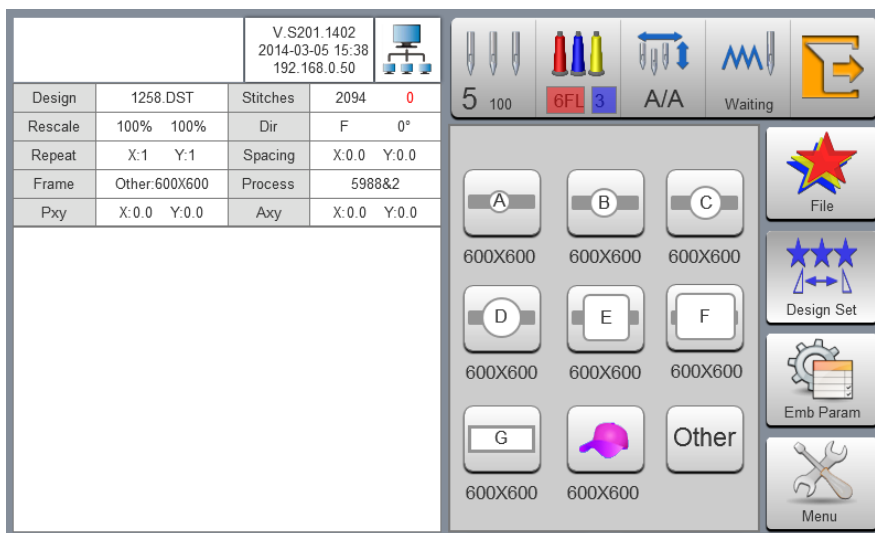 V.S201.1402
2014-03-05 15:38
192.168.0.50
Design 1258.DST Stitches 2094 0
Rescale 100% 100% Dir F 0°
Repeat X:1 Y:1 Spacing X:0.0 Y:0.0
Frame Other:600X600 Process 5988&2
Pxy X:0.0 Y:0.0 Axy X:0.0 Y:0.0
5 100 6FL 3 A/A Waiting
A B C
600X600 600X600 600X600
D E F
600X600 600X600 600X600
G Other
600X600 600X600
File
Design Set
Emb Param
Menu